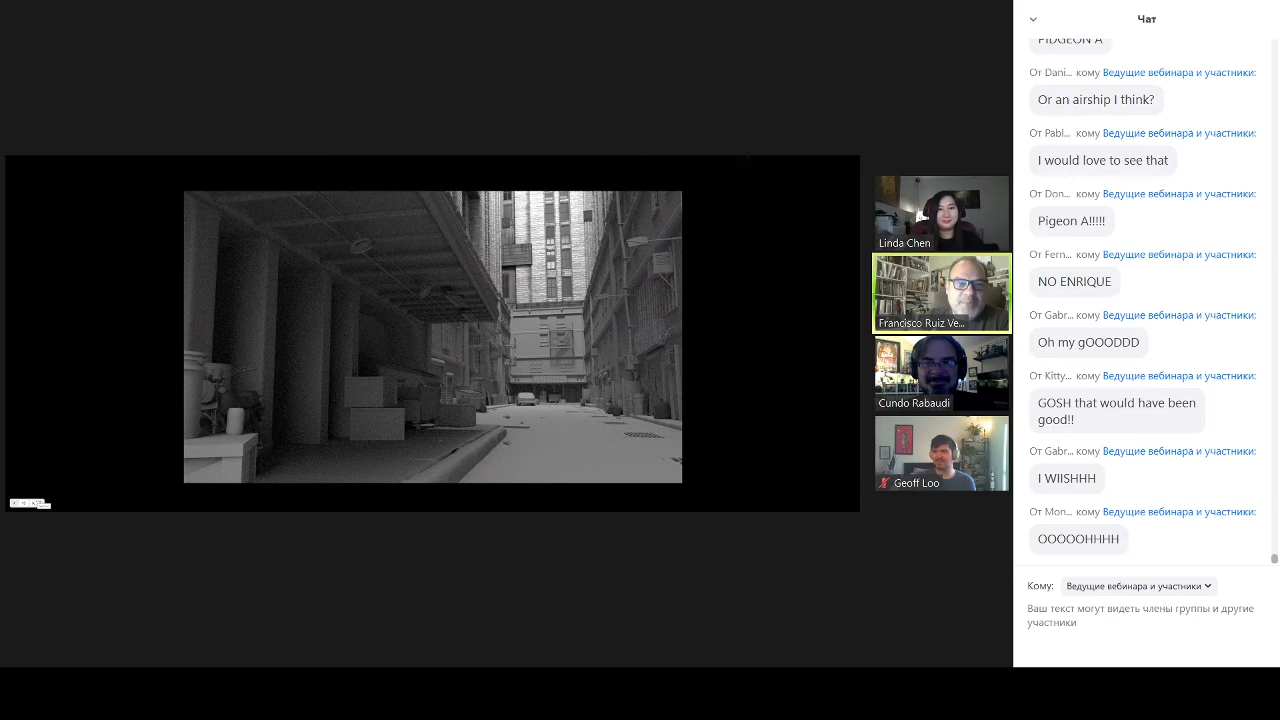 Чат
PIDGEON A
От Dani... кому Ведущие вебинара и участники:
Or an airship I think?
От Pabl... кому Ведущие вебинара и участники:
I would love to see that
От Don... кому Ведущие вебинара и участники:
Pigeon A!!!!!
От Fern... кому Ведущие вебинара и участники:
NO ENRIQUE
От Gabr... кому Ведущие вебинара и участники:
Oh my gOOODDD
От Kitty... кому Ведущие вебинара и участники:
GOSH that would have been
good!!
От Gabr... кому Ведущие вебинара и участники:
I WIISHHH
От Mon... кому Ведущие вебинара и участники:
OOOOOHHHH
Кому: Ведущие вебинара и участники
Ваш текст могут видеть члены группы и другие
участники
Linda Chen
Francisco Ruiz Ve...
Cundo Rabaudi
Geoff Loo